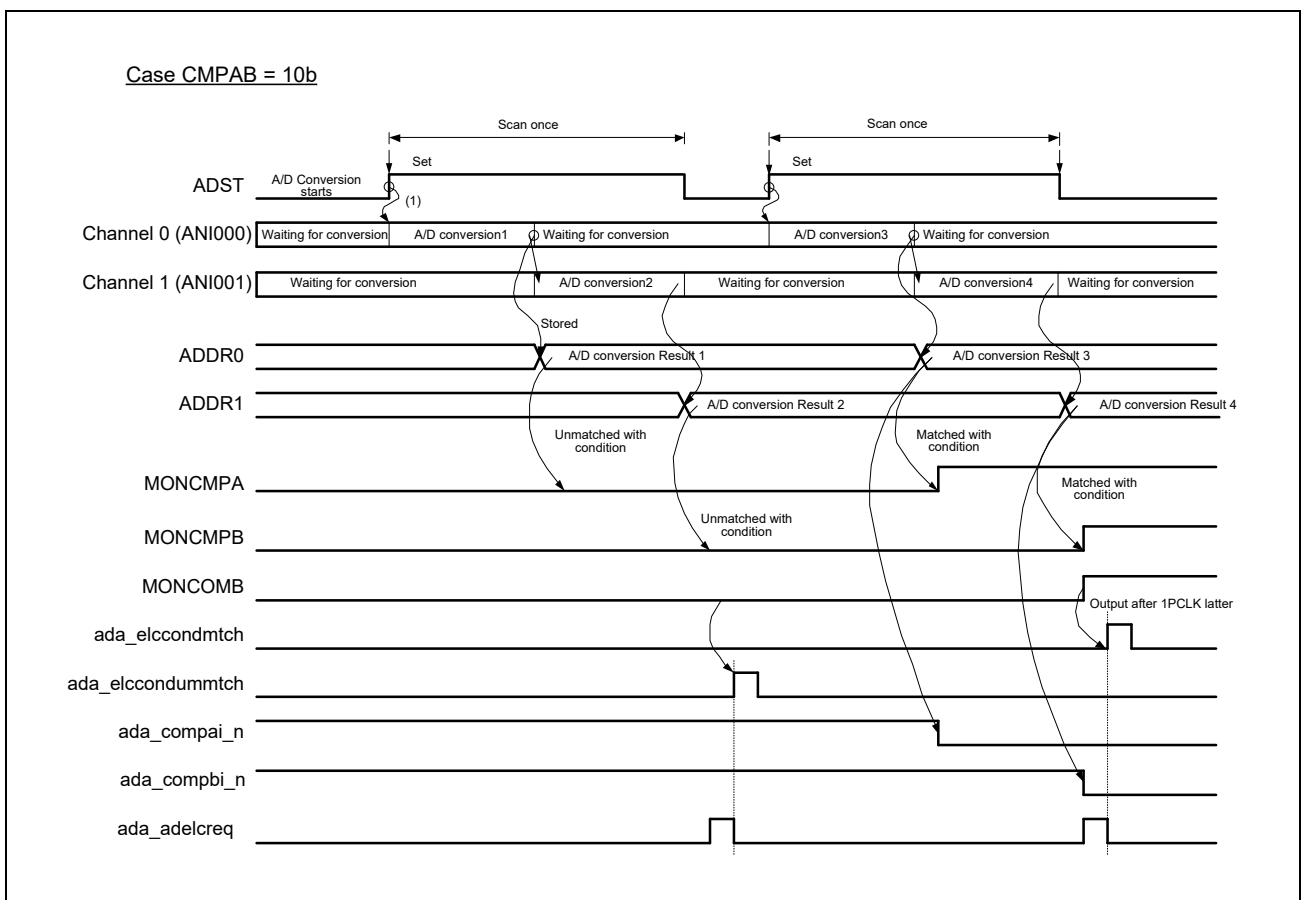 Case CMPAB = 10b
Scan once
Scan once
Set
Set
ADST
A/D Conversion
starts
(1)
Channel 0 (ANI000)
Waiting for conversion
A/D conversion1
Waiting for conversion
A/D conversion3
Waiting for conversion
Channel 1 (ANI001)
Waiting for conversion
A/D conversion2
Waiting for conversion
A/D conversion4
Waiting for conversion
Stored
ADDR0
A/D conversion Result 1
A/D conversion Result 3
ADDR1
A/D conversion Result 2
A/D conversion Result 4
Unmatched with
condition
Matched with
condition
MONCMPA
Matched with
condition
Unmatched with
condition
MONCMPB
MONCOMB
Output after 1PCLK latter
ada_elccondmtch
ada_elccondummtch
ada_compai_n
ada_compbi_n
ada_adelcreq